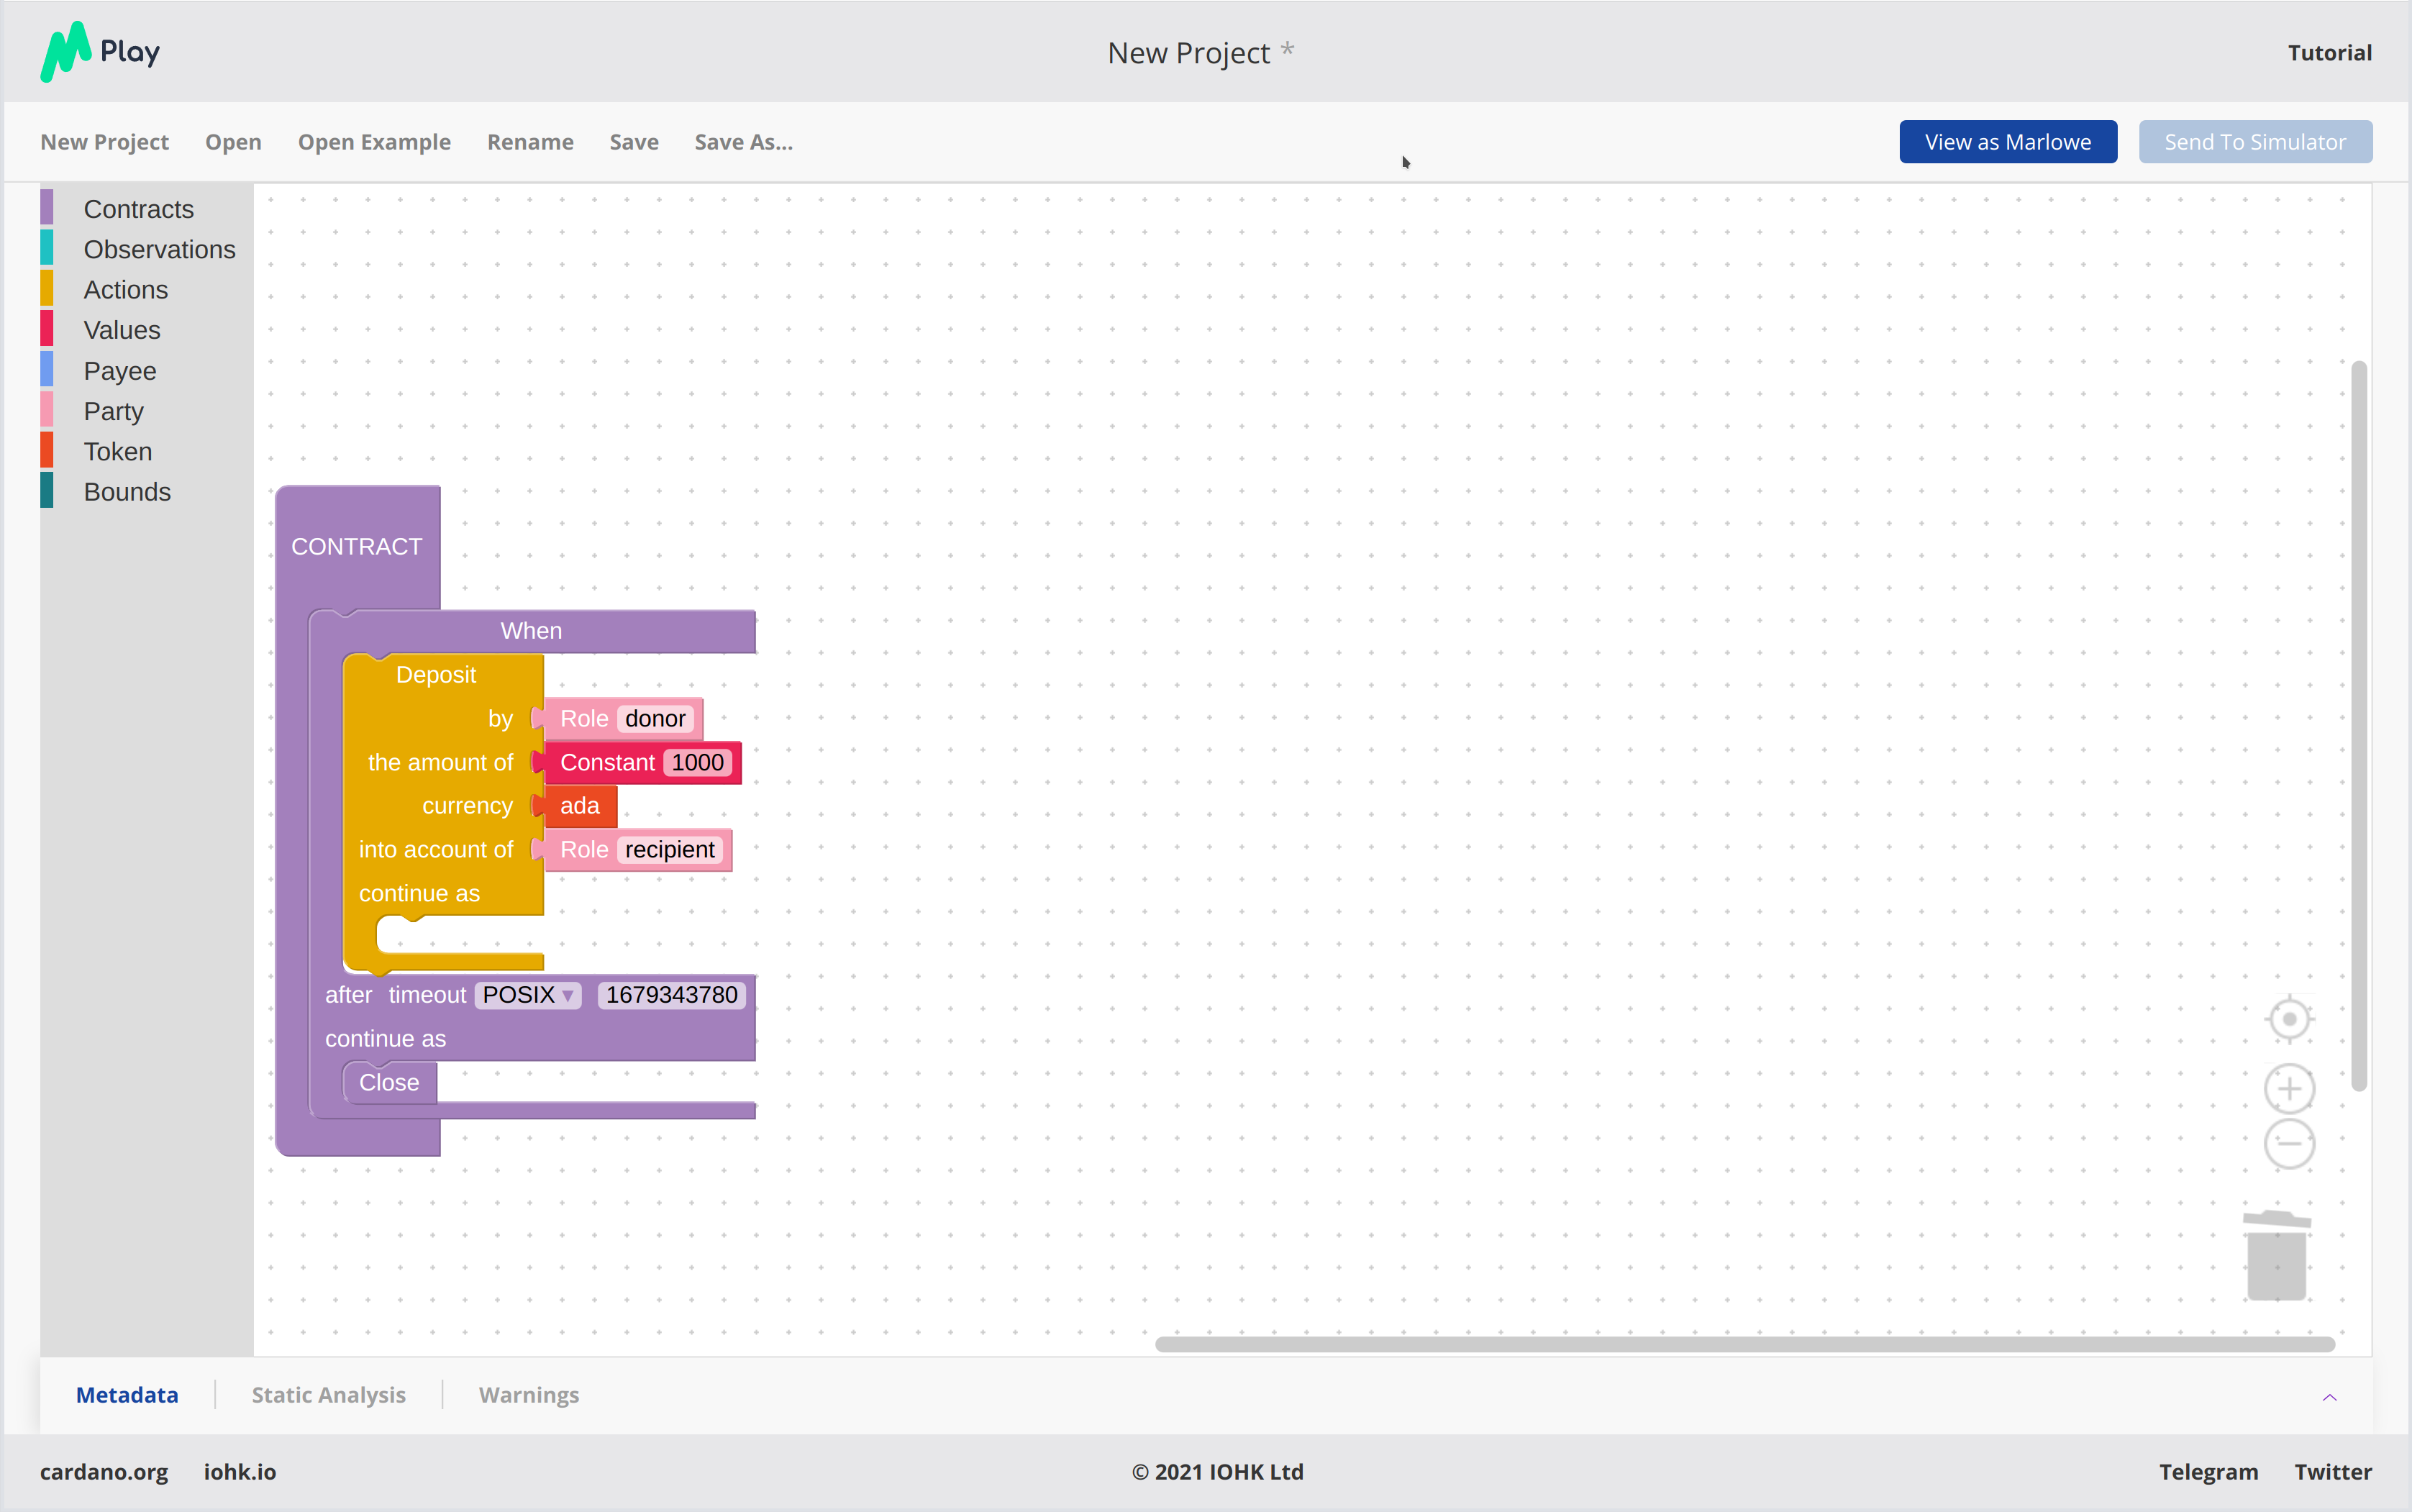 Play
New Project *
Tutorial
New Project Open Open Example Rename Save Save As...
View as Marlowe Send To Simulator
Contracts
Observations
Actions
Values
Payee
Party
Token
Bounds
CONTRACT
When
Deposit
by Role donor
the amount of Constant 1000
currency ada
into account of Role recipient
continue as
after timeout POSIX ▼ 1679343780
continue as
Close
Metadata Static Analysis Warnings
cardano.org iohk.io
© 2021 IOHK Ltd
Telegram Twitter